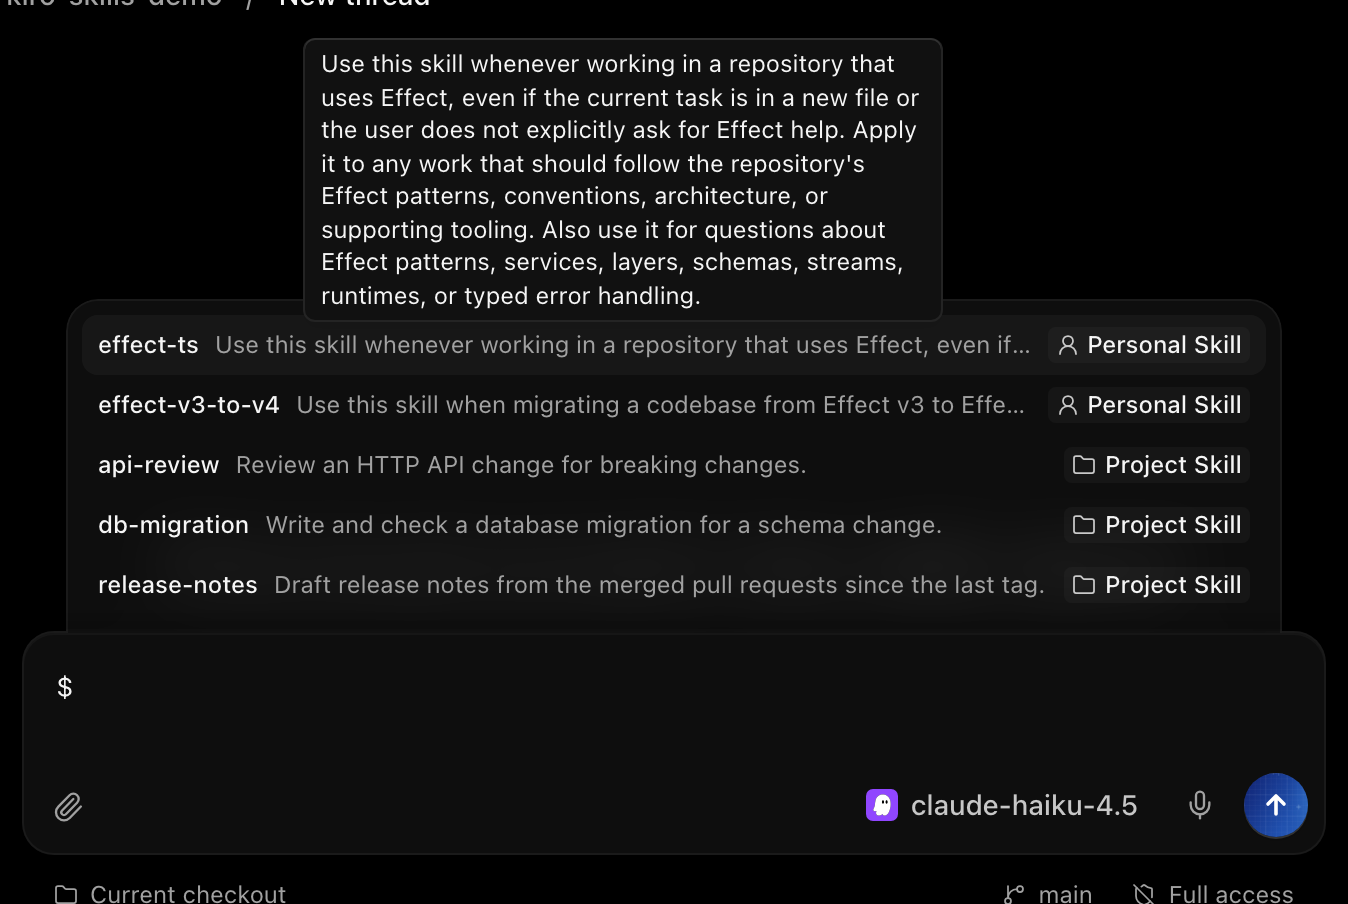 kiro-skills-demo / New thread
Use this skill whenever working in a repository that
uses Effect, even if the current task is in a new file or
the user does not explicitly ask for Effect help. Apply
it to any work that should follow the repository's
Effect patterns, conventions, architecture, or
supporting tooling. Also use it for questions about
Effect patterns, services, layers, schemas, streams,
runtimes, or typed error handling.
effect-ts Use this skill whenever working in a repository that uses Effect, even if... Personal Skill
effect-v3-to-v4 Use this skill when migrating a codebase from Effect v3 to Effe... Personal Skill
api-review Review an HTTP API change for breaking changes. Project Skill
db-migration Write and check a database migration for a schema change. Project Skill
release-notes Draft release notes from the merged pull requests since the last tag. Project Skill
$
claude-haiku-4.5
Current checkout main Full access